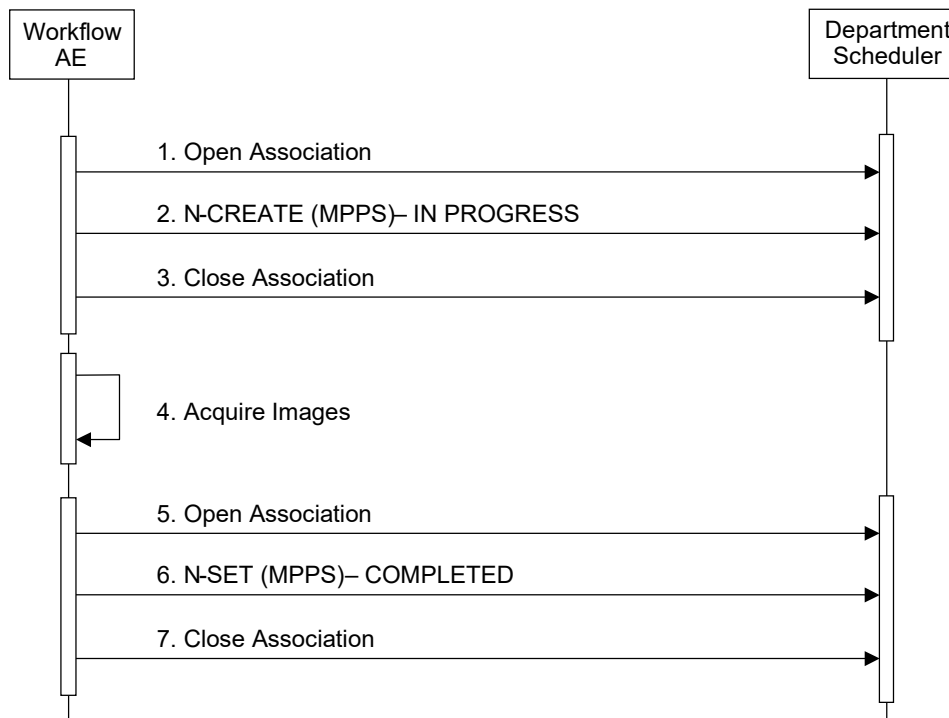 Workflow
AE
Department
Scheduler
1. Open Association
2. N-CREATE (MPPS)– IN PROGRESS
3. Close Association
4. Acquire Images
5. Open Association
6. N-SET (MPPS)– COMPLETED
7. Close Association